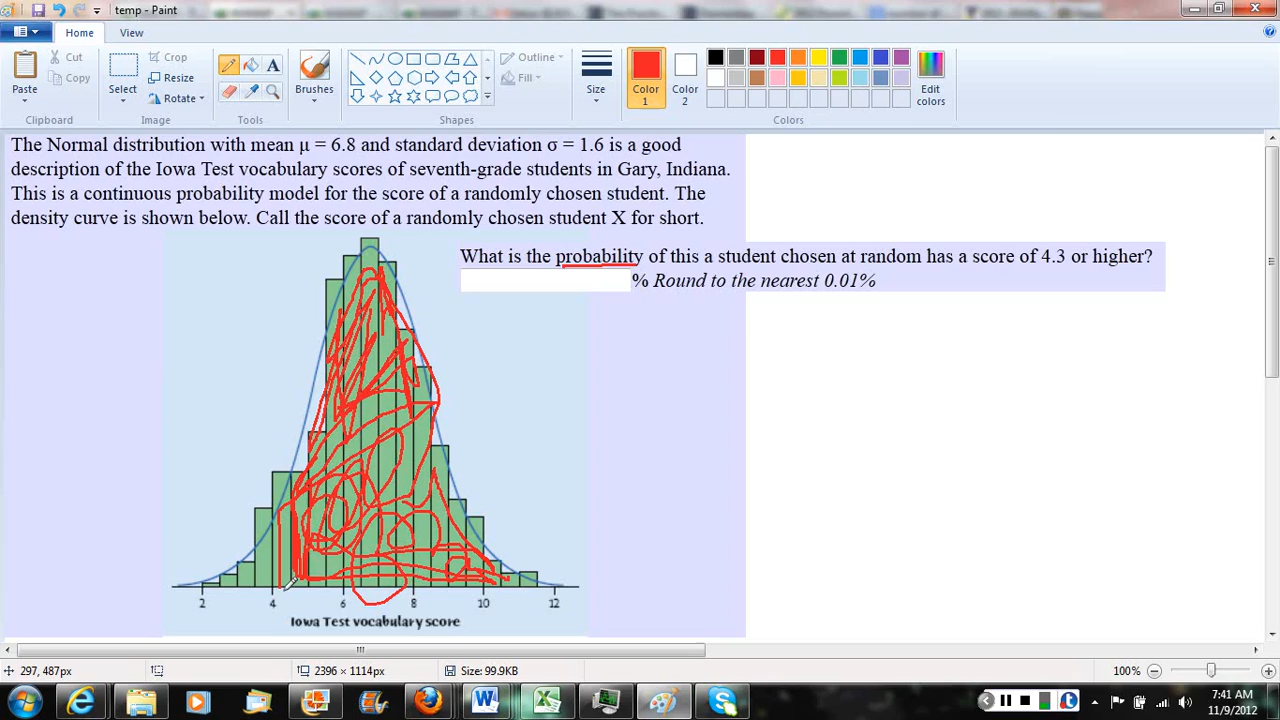 temp - Paint
Home View
Paste
Cut
Copy
Clipboard
Select
Crop
Resize
Rotate
Image
A
Tools
Brushes
Outline
Fill
Shapes
Size
Color 1
Color 2
Edit colors
Colors
The Normal distribution with mean μ = 6.8 and standard deviation σ = 1.6 is a good
description of the Iowa Test vocabulary scores of seventh-grade students in Gary, Indiana.
This is a continuous probability model for the score of a randomly chosen student. The
density curve is shown below. Call the score of a randomly chosen student X for short.
What is the probability of this a student chosen at random has a score of 4.3 or higher?
% Round to the nearest 0.01%
2 4 6 8 10 12
Iowa Test vocabulary score
297, 487px
2396 × 1114px
Size: 99.9KB
100%
7:41 AM
11/9/2012